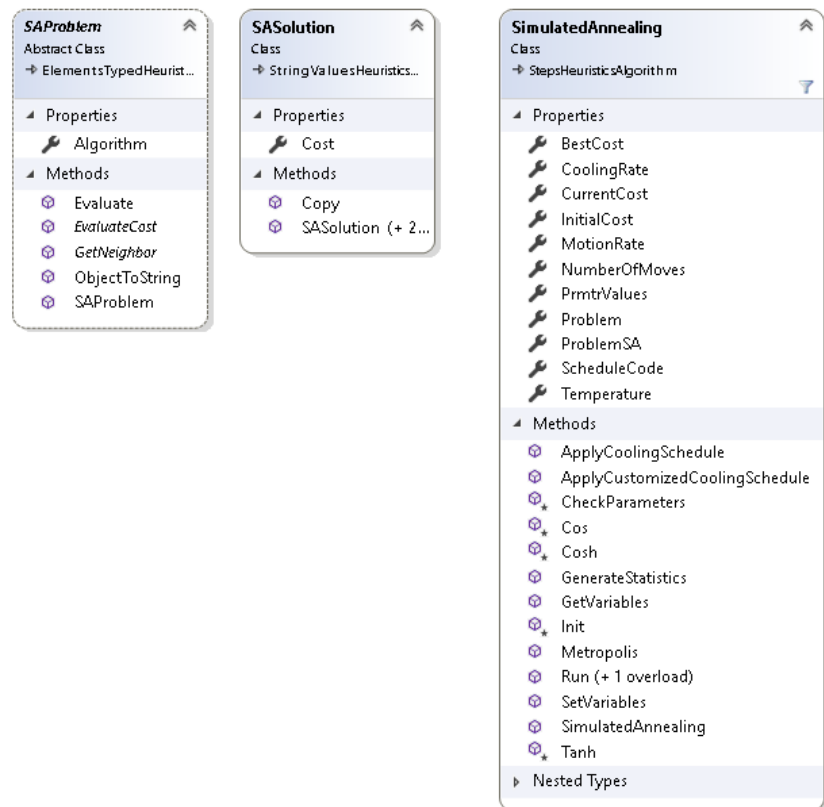 SAProblem
Abstract Class
ElementsTypedHeurist...
Properties
Algorithm
Methods
Evaluate
EvaluateCost
GetNeighbor
ObjectToString
SAProblem
SASolution
Class
StringValuesHeuristics...
Properties
Cost
Methods
Copy
SASolution (+ 2...
SimulatedAnnealing
Class
StepsHeuristicsAlgorithm
Properties
BestCost
CoolingRate
CurrentCost
InitialCost
MotionRate
NumberOfMoves
PrmtrValues
Problem
ProblemSA
ScheduleCode
Temperature
Methods
ApplyCoolingSchedule
ApplyCustomizedCoolingSchedule
CheckParameters
Cos
Cosh
GenerateStatistics
GetVariables
Init
Metropolis
Run (+ 1 overload)
SetVariables
SimulatedAnnealing
Tanh
Nested Types